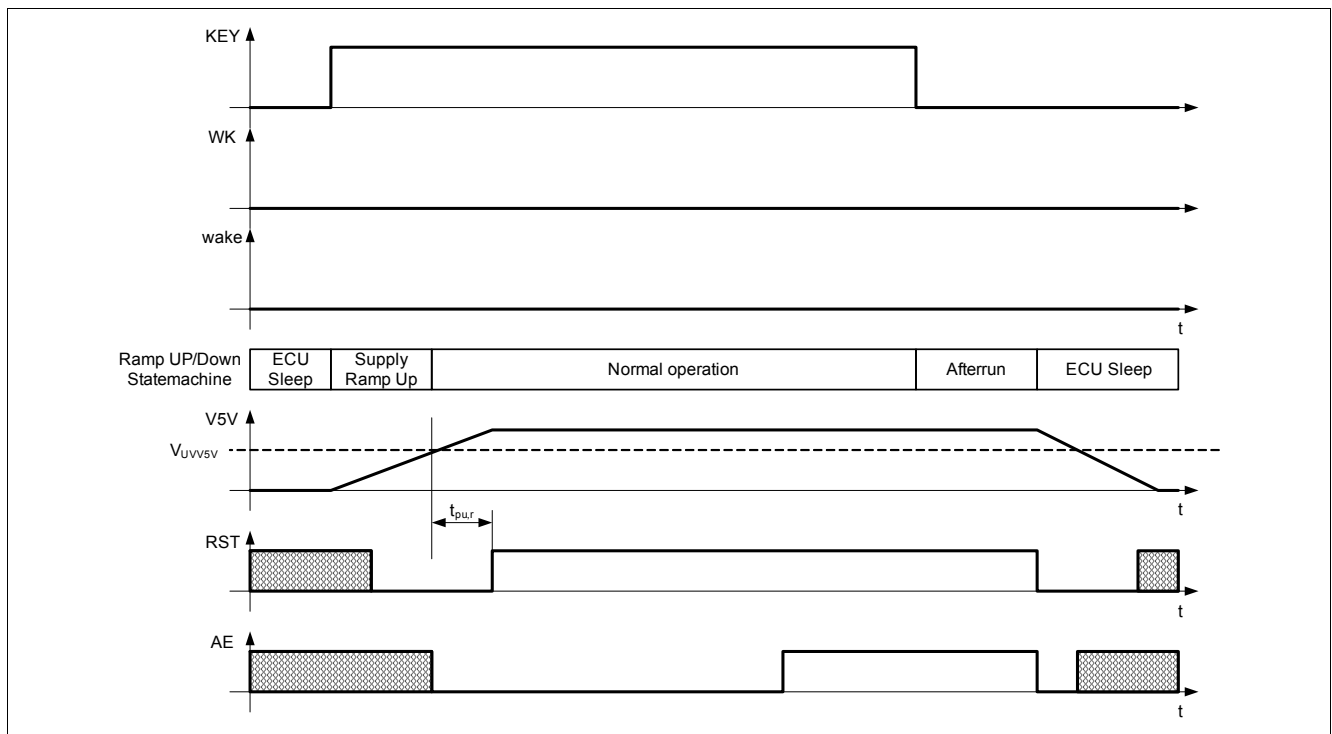 KEY
WK
wake
t
Ramp UP/Down
Statemachine
ECU
Sleep
Supply
Ramp Up
Normal operation
Afterrun
ECU Sleep
V5V
VUVV5V
t
tpu,r
RST
t
AE
t